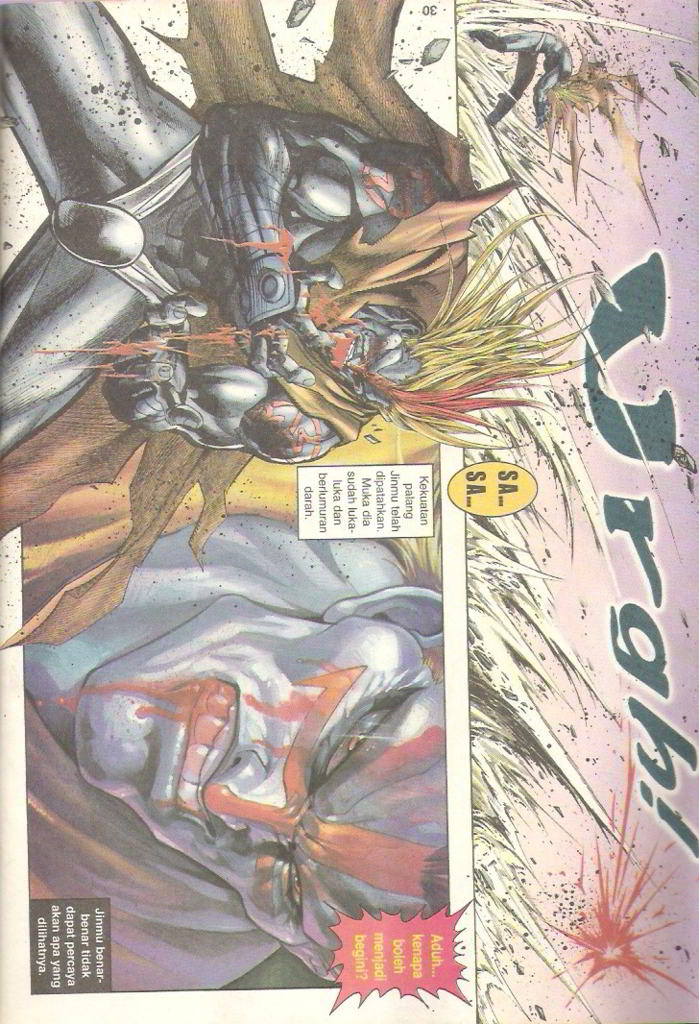 Urgh!
SA...
SA...
Kekuatan
palang
Jinmu telah
dipatahkan.
Muka dia
sudah luka-
luka dan
berlumuran
darah.
Aduh...
kenapa
boleh
menjadi
begini?
Jinmu benar-
benar tidak
dapat percaya
akan apa yang
dilihatnya.
30